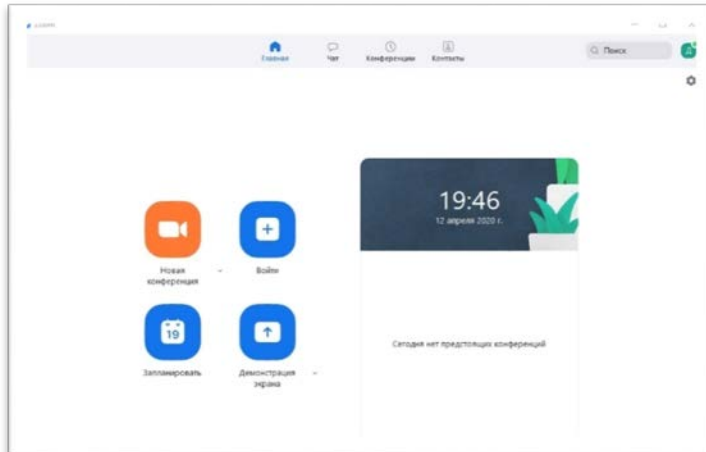 Главная
Чат
Конференции
Контакты
Поиск
Д
19:46
12 апреля 2020 г.
Новая
конференция
Войти
19
Запланировать
Демонстрация
экрана
Сегодня нет предстоящих конференций